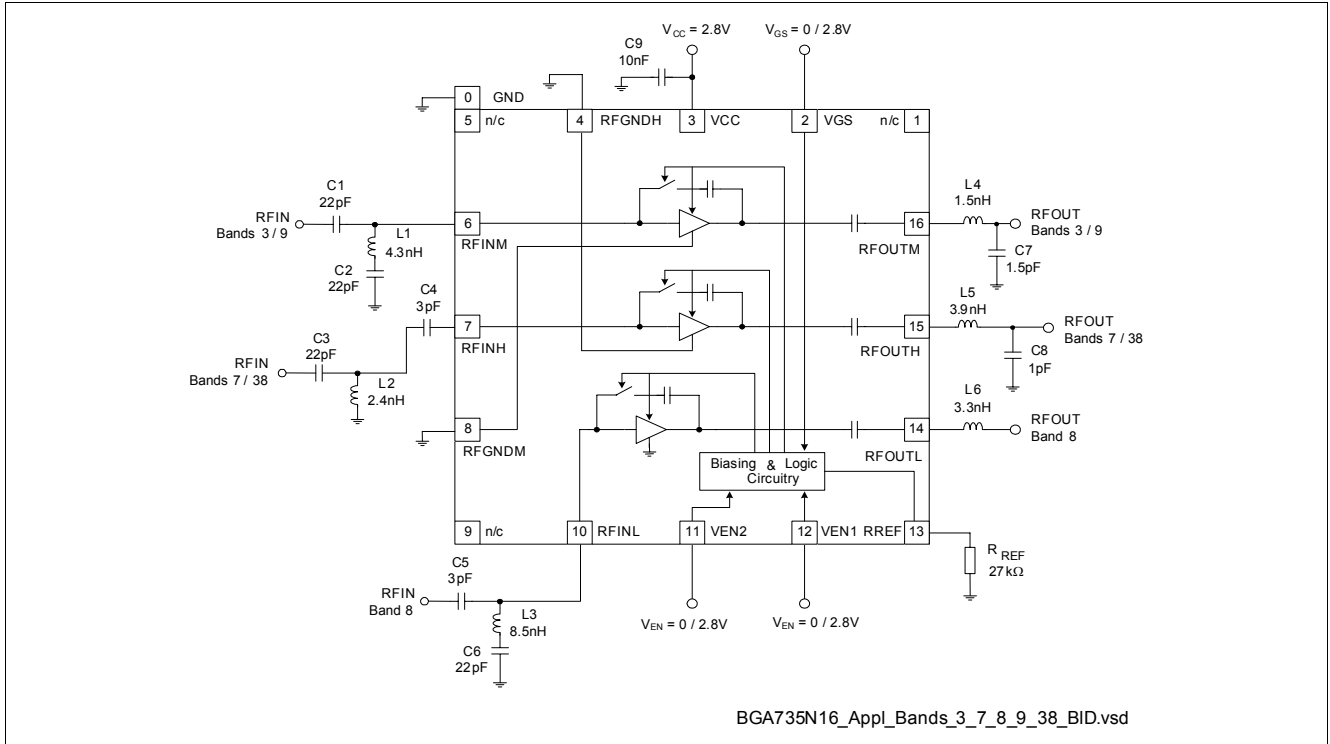 C9
10nF
V_CC = 2.8V
V_GS = 0 / 2.8V
0 GND
5 n/c
4 RFGNDH
3 VCC
2 VGS
n/c 1
RFIN
Bands 3 / 9
C1
22pF
L1
4.3nH
C2
22pF
6
RFINM
16
RFOUTM
L4
1.5nH
RFOUT
Bands 3 / 9
C7
1.5pF
C4
3pF
RFIN
Bands 7 / 38
C3
22pF
L2
2.4nH
7
RFINH
15
RFOUTH
L5
3.9nH
RFOUT
Bands 7 / 38
C8
1pF
8
RFGNDM
14
RFOUTL
L6
3.3nH
RFOUT
Band 8
Biasing & Logic
Circuitry
9 n/c
10 RFINL
11 VEN2
12 VEN1
RREF 13
R_REF
27kΩ
RFIN
Band 8
C5
3pF
L3
8.5nH
C6
22pF
V_EN = 0 / 2.8V
V_EN = 0 / 2.8V
BGA735N16_Appl_Bands_3_7_8_9_38_BID.vsd